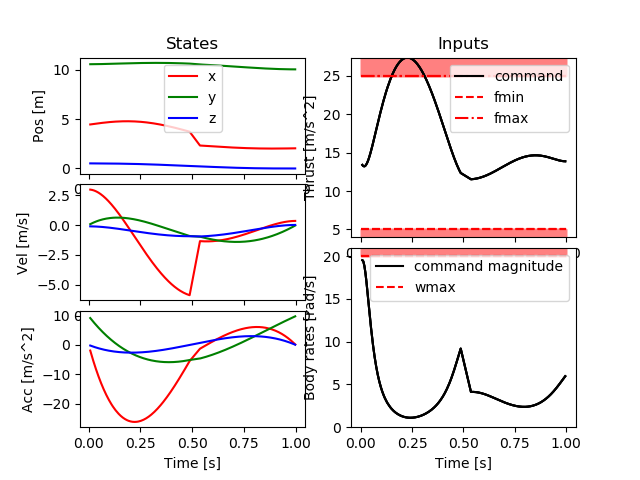 States
Inputs
Pos [m]
10
5
0
x
y
z
Vel [m/s]
2.5
0.0
-2.5
-5.0
Acc [m/s^2]
10
0
−10
−20
0.00
0.25
0.50
0.75
1.00
Time [s]
Thrust [m/s^2]
25
20
15
10
5
command
fmin
fmax
Body rates [rad/s]
20
15
10
5
0
command magnitude
wmax
0.00
0.25
0.50
0.75
1.00
Time [s]